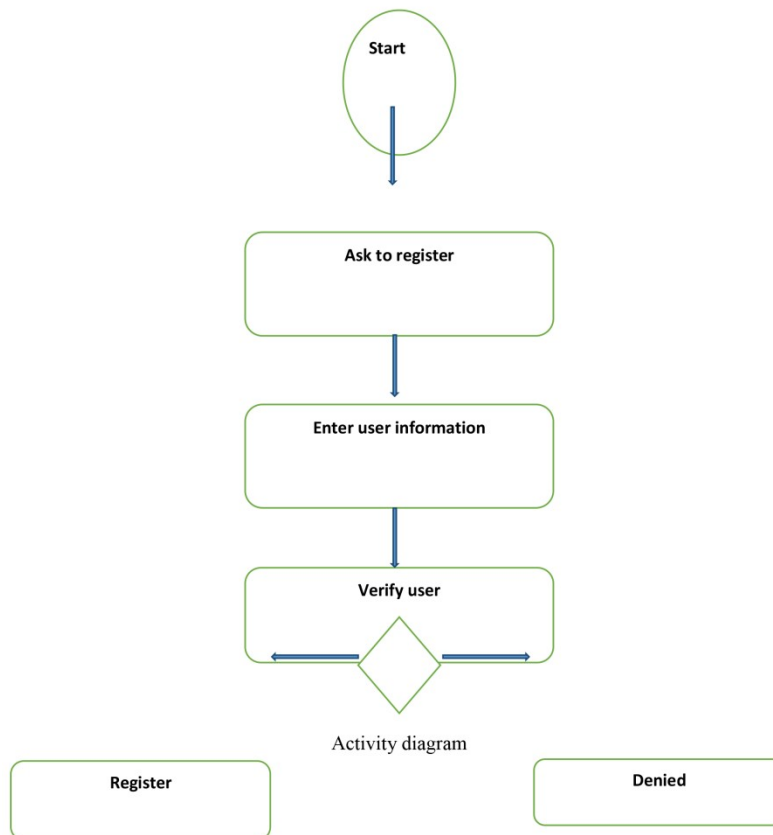 Start
Ask to register
Enter user information
Verify user
Activity diagram
Register
Denied